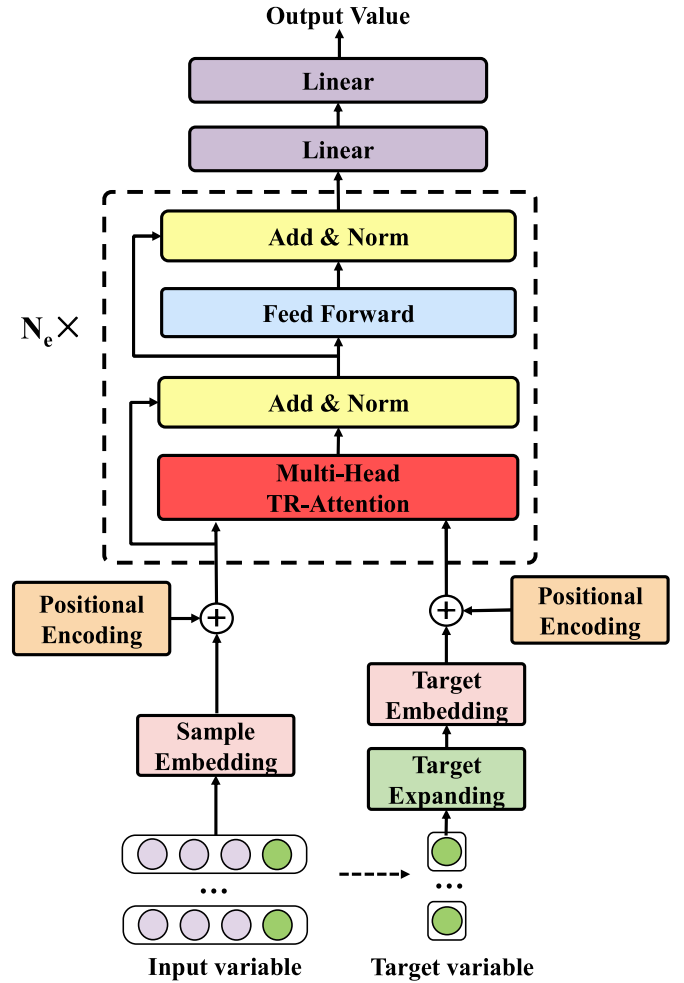 Output Value
Linear
Linear
Add & Norm
Feed Forward
N_e×
Add & Norm
Multi-Head
TR-Attention
Positional
Encoding
+
+
Positional
Encoding
Target
Embedding
Sample
Embedding
Target
Expanding
...
...
Input variable
Target variable